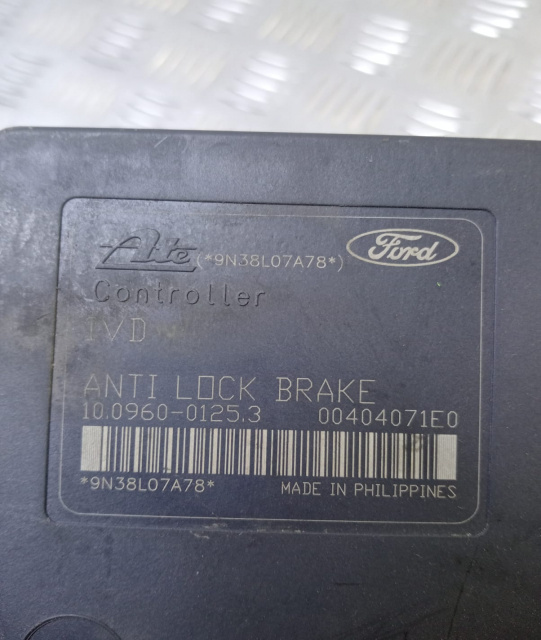 Ate (*9N38L07A78*) Ford
Controller
IVD
ANTI LOCK BRAKE
10.0960-0125.3 00404071E0
*9N38L07A78* MADE IN PHILIPPINES